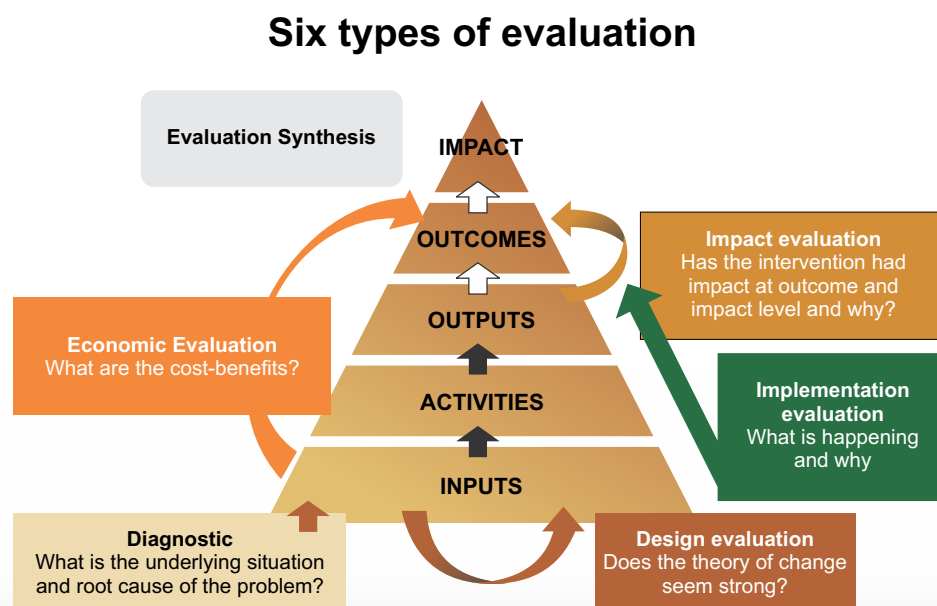 Six types of evaluation
Evaluation Synthesis
IMPACT
OUTCOMES
OUTPUTS
ACTIVITIES
INPUTS
Impact evaluation
Has the intervention had
impact at outcome and
impact level and why?
Economic Evaluation
What are the cost-benefits?
Implementation
evaluation
What is happening
and why
Diagnostic
What is the underlying situation
and root cause of the problem?
Design evaluation
Does the theory of change
seem strong?